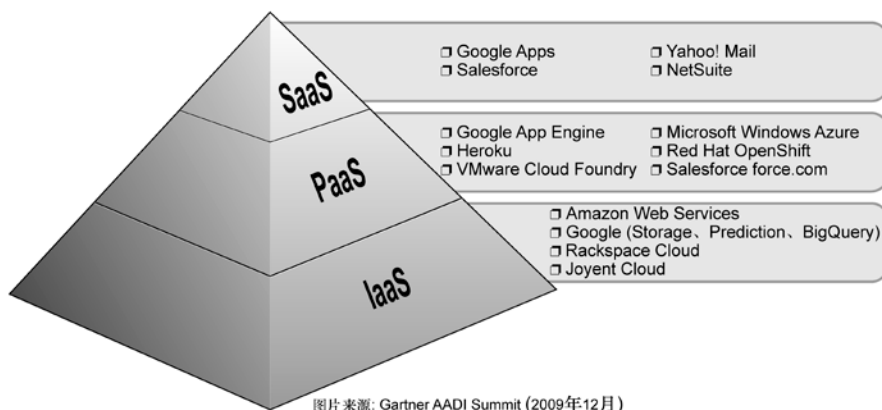 SaaS
❐ Google Apps
❐ Salesforce
❐ Yahoo! Mail
❐ NetSuite
PaaS
❐ Google App Engine
❐ Heroku
❐ VMware Cloud Foundry
❐ Microsoft Windows Azure
❐ Red Hat OpenShift
❐ Salesforce force.com
IaaS
❐ Amazon Web Services
❐ Google (Storage、Prediction、BigQuery)
❐ Rackspace Cloud
❐ Joyent Cloud
图片来源: Gartner AADI Summit (2009年12月)